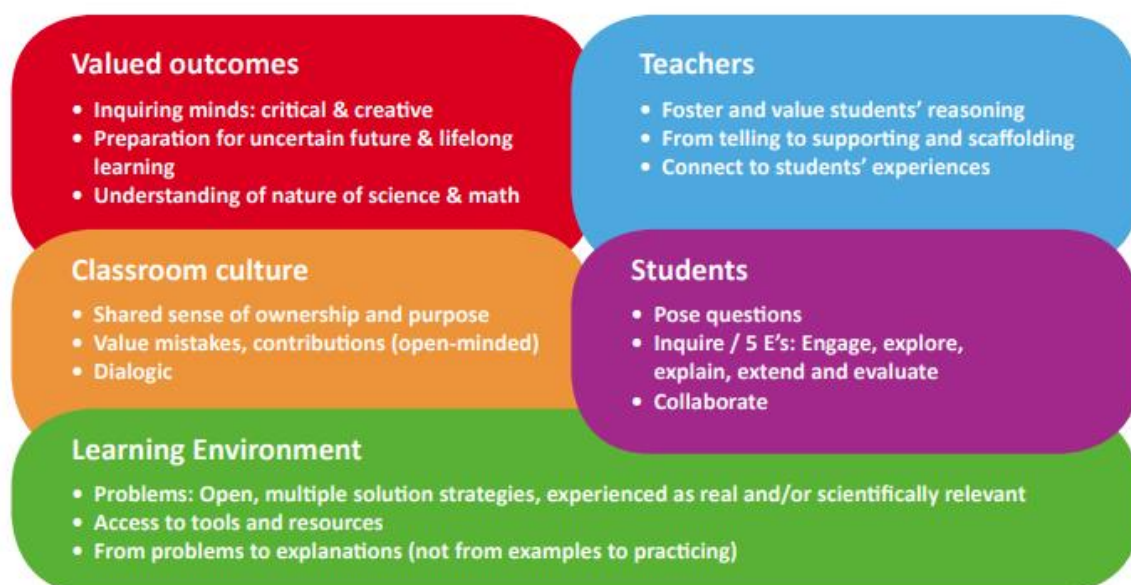 Valued outcomes
• Inquiring minds: critical & creative
• Preparation for uncertain future & lifelong
learning
• Understanding of nature of science & math
Teachers
• Foster and value students’ reasoning
• From telling to supporting and scaffolding
• Connect to students’ experiences
Classroom culture
• Shared sense of ownership and purpose
• Value mistakes, contributions (open-minded)
• Dialogic
Students
• Pose questions
• Inquire / 5 E’s: Engage, explore,
explain, extend and evaluate
• Collaborate
Learning Environment
• Problems: Open, multiple solution strategies, experienced as real and/or scientifically relevant
• Access to tools and resources
• From problems to explanations (not from examples to practicing)